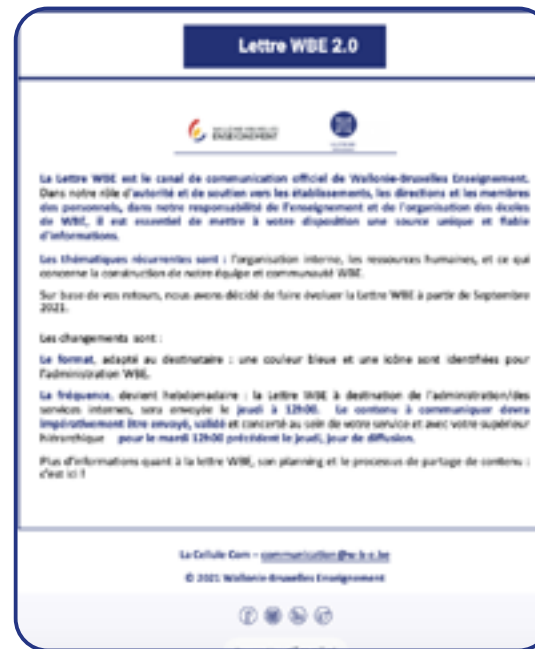 Lettre WBE 2.0
WALLONIE-BRUXELLES
ENSEIGNEMENT
La Lettre WBE est le canal de communication officiel de Wallonie-Bruxelles Enseignement.
Dans notre rôle d'autorité et de soutien vers les établissements, les directions et les membres
des personnels, dans notre responsabilité de l'enseignement et de l'organisation des écoles
de WBE, il est essentiel de mettre à votre disposition une source unique et fiable
d'informations.
Les thématiques récurrentes sont : l'organisation interne, les ressources humaines, et ce qui
concerne la construction de notre équipe et communauté WBE.
Sur base de vos retours, nous avons décidé de faire évoluer la Lettre WBE à partir de Septembre
2021.
Les changements sont :
Le format, adapté au destinataire : une couleur bleue et une icône sont identifiées pour
l'administration WBE.
La fréquence, devient hebdomadaire : la Lettre WBE à destination de l'administration/des
services internes, sera envoyée le jeudi à 12h00. Le contenu à communiquer devra
impérativement être envoyé, validé et concerté au sein de votre service et avec votre supérieur
hiérarchique pour le mardi 12h00 précédent le jeudi, jour de diffusion.
Plus d'informations quant à la lettre WBE, son planning et le processus de partage de contenu :
c'est ici !
La Cellule Com – communication@w-b-e.be
© 2021 Wallonie-Bruxelles Enseignement